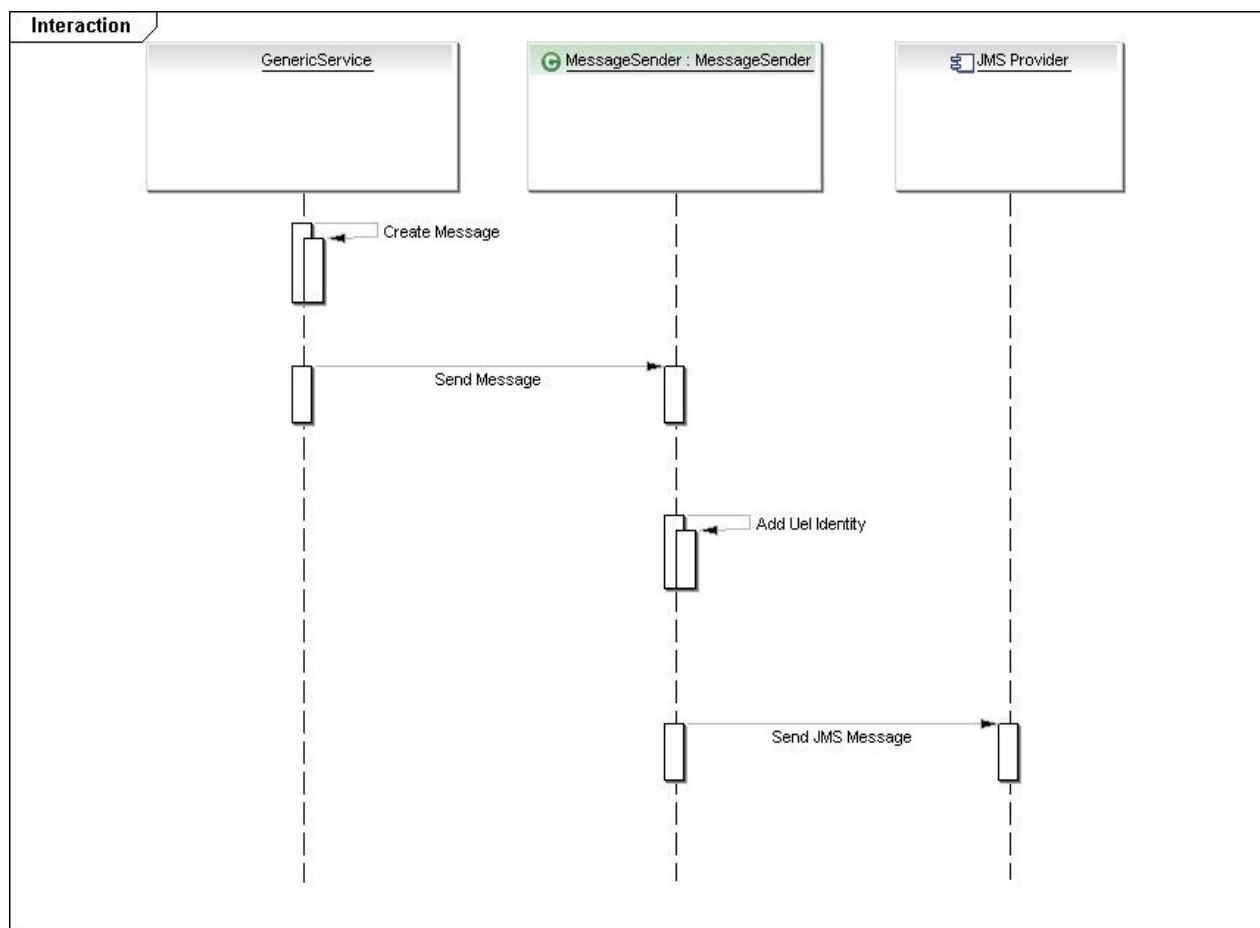 Interaction
GenericService
MessageSender : MessageSender
JMS Provider
Create Message
Send Message
Add Uel Identity
Send JMS Message